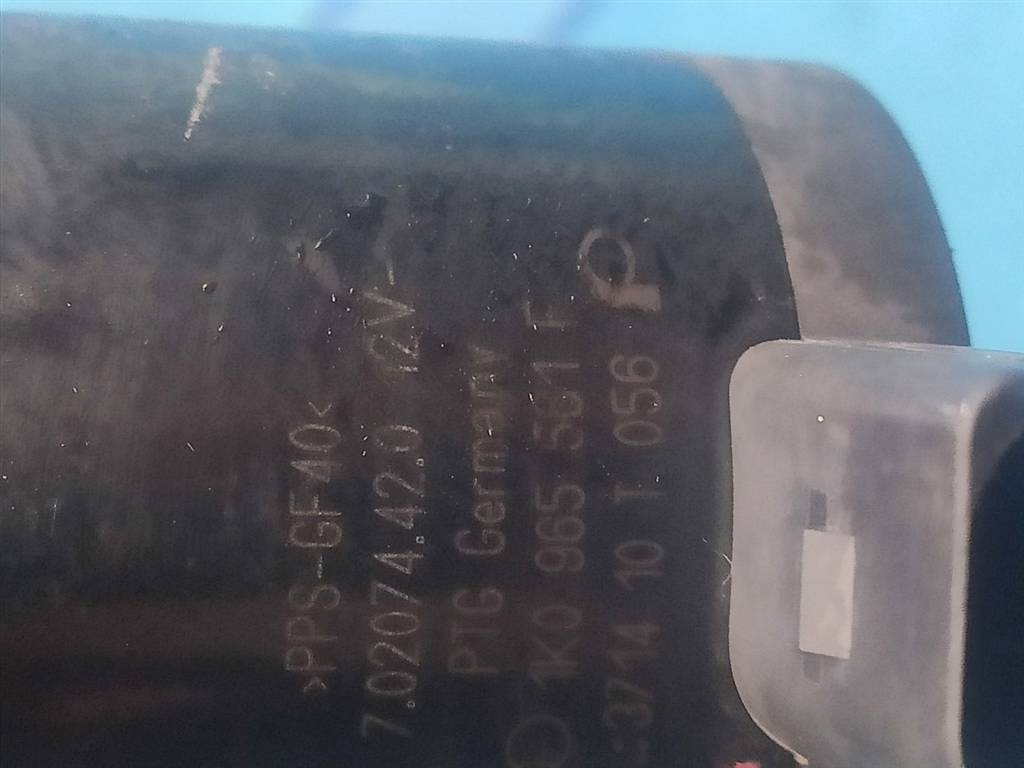 >PPS-GF40<
7.02074.42.0 12V-
PTG Germany
1K0 965 561 F
3714 10 T 056